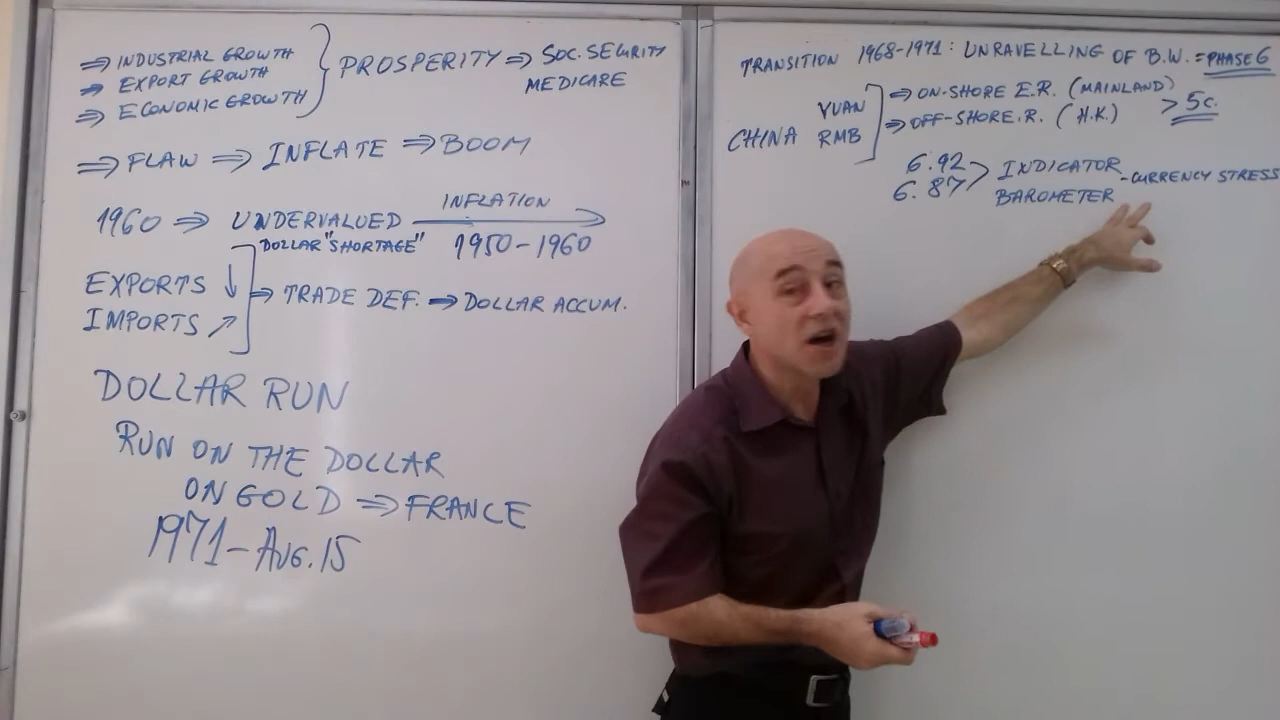 ⇒ INDUSTRIAL GROWTH
⇒ EXPORT GROWTH
⇒ ECONOMIC GROWTH
PROSPERITY ⇒ SOC. SECURITY
MEDICARE
⇒ FLAW ⇒ INFLATE ⇒ BOOM
1960 ⇒ UNDERVALUED INFLATION
DOLLAR "SHORTAGE" 1950-1960
EXPORTS ↓
IMPORTS ↗
⇒ TRADE DEF. ⇒ DOLLAR ACCUM.
DOLLAR RUN
RUN ON THE DOLLAR
ON GOLD ⇒ FRANCE
1971-AUG.15
TRANSITION 1968-1971: UNRAVELLING OF B.W. = PHASE 6
CHINA YUAN
RMB
⇒ ON-SHORE E.R. (MAINLAND)
⇒ OFF-SHORE.R. (H.K.)
> 5c.
6.92
6.87
> INDICATOR
BAROMETER - CURRENCY STRESS